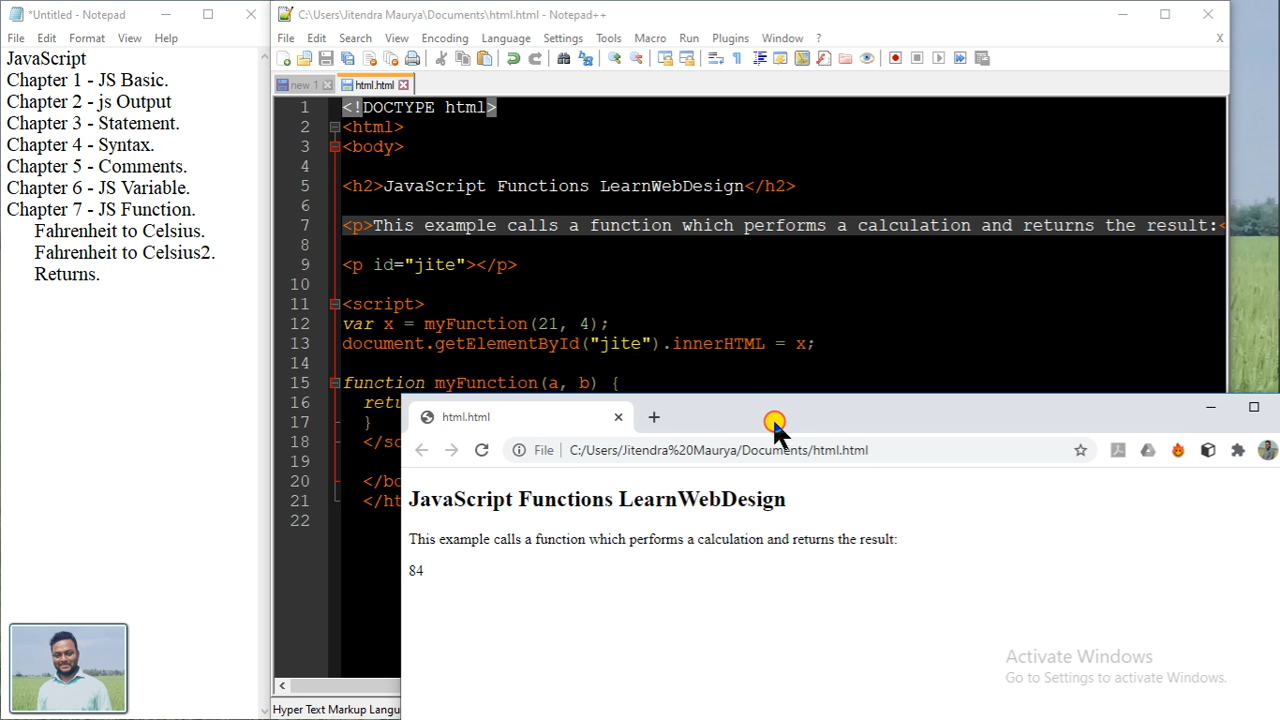 *Untitled - Notepad
File Edit Format View Help
JavaScript
Chapter 1 - JS Basic.
Chapter 2 - js Output
Chapter 3 - Statement.
Chapter 4 - Syntax.
Chapter 5 - Comments.
Chapter 6 - JS Variable.
Chapter 7 - JS Function.
Fahrenheit to Celsius.
Fahrenheit to Celsius2.
Returns.
C:\Users\Jitendra Maurya\Documents\html.html - Notepad++
File Edit Search View Encoding Language Settings Tools Macro Run Plugins Window ? X
new 1 html.html
1 <!DOCTYPE html>
2 <html>
3 <body>
4
5 <h2>JavaScript Functions LearnWebDesign</h2>
6
7 <p>This example calls a function which performs a calculation and returns the result:<
8
9 <p id="jite"></p>
10
11 <script>
12 var x = myFunction(21, 4);
13 document.getElementById("jite").innerHTML = x;
14
15 function myFunction(a, b) {
16 retu
17 }
18 </sc
19
20 </bo
21 </ht
22
Hyper Text Markup Langu
html.html
File C:/Users/Jitendra%20Maurya/Documents/html.html
JavaScript Functions LearnWebDesign
This example calls a function which performs a calculation and returns the result:
84
Activate Windows
Go to Settings to activate Windows.